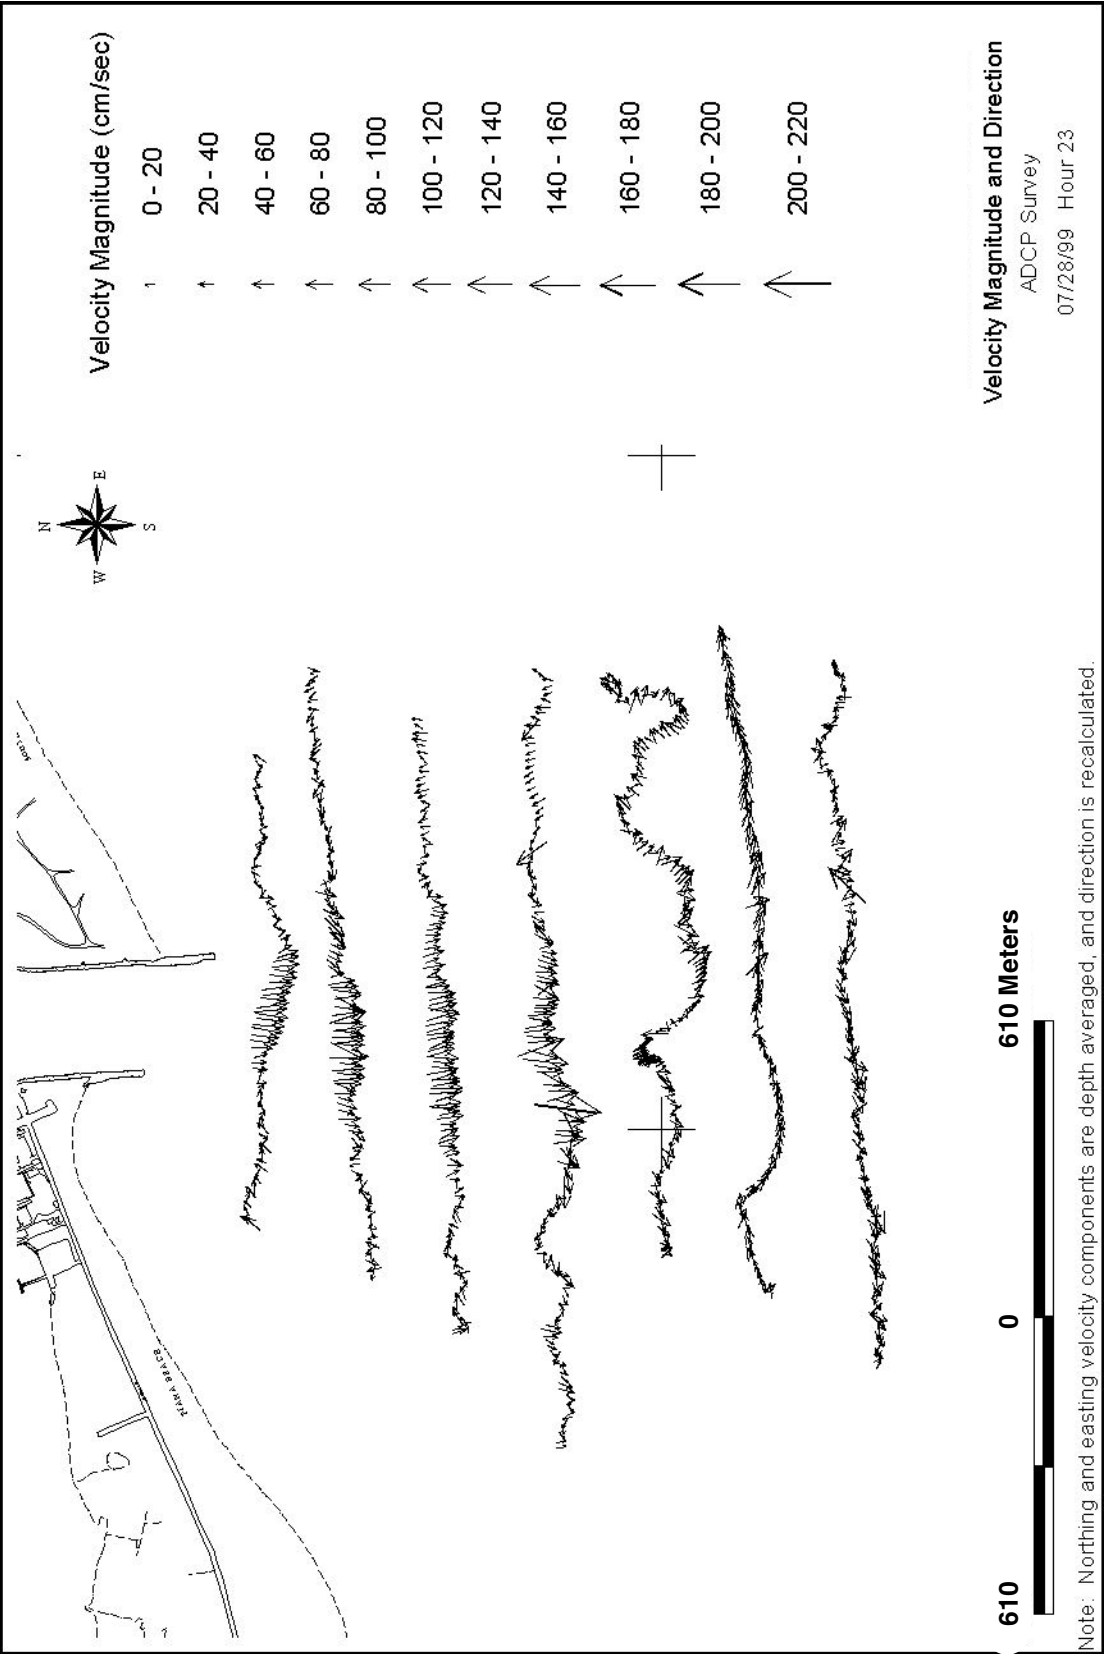 N
W E
S
TIANA BEACH
Velocity Magnitude (cm/sec)
0 - 20
20 - 40
40 - 60
60 - 80
80 - 100
100 - 120
120 - 140
140 - 160
160 - 180
180 - 200
200 - 220
610 0 610 Meters
Velocity Magnitude and Direction
ADCP Survey
07/28/99 Hour 23
Note: Northing and easting velocity components are depth averaged, and direction is recalculated.